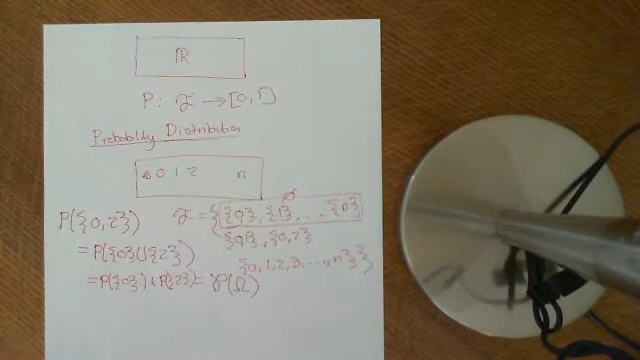 ℝ
P: ℱ → [0,1]
Probability Distribution
0 1 2 n
P({0,2}) ℱ = {{0}, {1}, ... {n}
∅
= P({0}∪{2}) {0,1}, {0,2}
{0,1,2,3,...,n}}
= P({0}) + P({2}) = 𝒫(Ω)